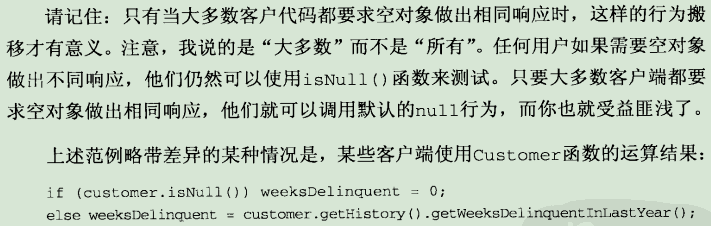 请记住：只有当大多数客户代码都要求空对象做出相同响应时，这样的行为搬
移才有意义。注意，我说的是“大多数”而不是“所有”。任何用户如果需要空对象
做出不同响应，他们仍然可以使用isNull()函数来测试。只要大多数客户端都要
求空对象做出相同响应，他们就可以调用默认的null行为，而你也就受益匪浅了。
上述范例略带差异的某种情况是，某些客户端使用Customer函数的运算结果：
if (customer.isNull()) weeksDelinquent = 0;
else weeksDelinquent = customer.getHistory().getWeeksDelinquentInLastYear();